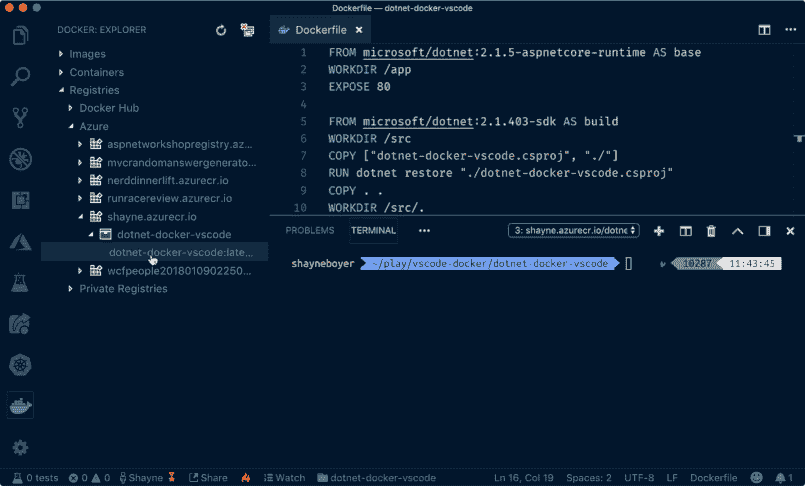 Dockerfile — dotnet-docker-vscode
DOCKER: EXPLORER
Images
Containers
Registries
Docker Hub
Azure
aspnetworkshopregistry.az...
mvcrandomanswergenerato...
nerddinnerlift.azurecr.io
runracereview.azurecr.io
shayne.azurecr.io
dotnet-docker-vscode
dotnet-docker-vscode:late...
wcfpeople2018010902250...
Private Registries
Dockerfile
1 FROM microsoft/dotnet:2.1.5-aspnetcore-runtime AS base
2 WORKDIR /app
3 EXPOSE 80
4
5 FROM microsoft/dotnet:2.1.403-sdk AS build
6 WORKDIR /src
7 COPY ["dotnet-docker-vscode.csproj", "./"]
8 RUN dotnet restore "./dotnet-docker-vscode.csproj"
9 COPY . .
10 WORKDIR /src/.
PROBLEMS TERMINAL ... 3: shayne.azurecr.io/dotne
shayneboyer ~/play/vscode-docker/dotnet-docker-vscode 10287 11:43:45
0 tests 0 0 Shayne Share Watch dotnet-docker-vscode Ln 16, Col 19 Spaces: 2 UTF-8 LF Dockerfile 1